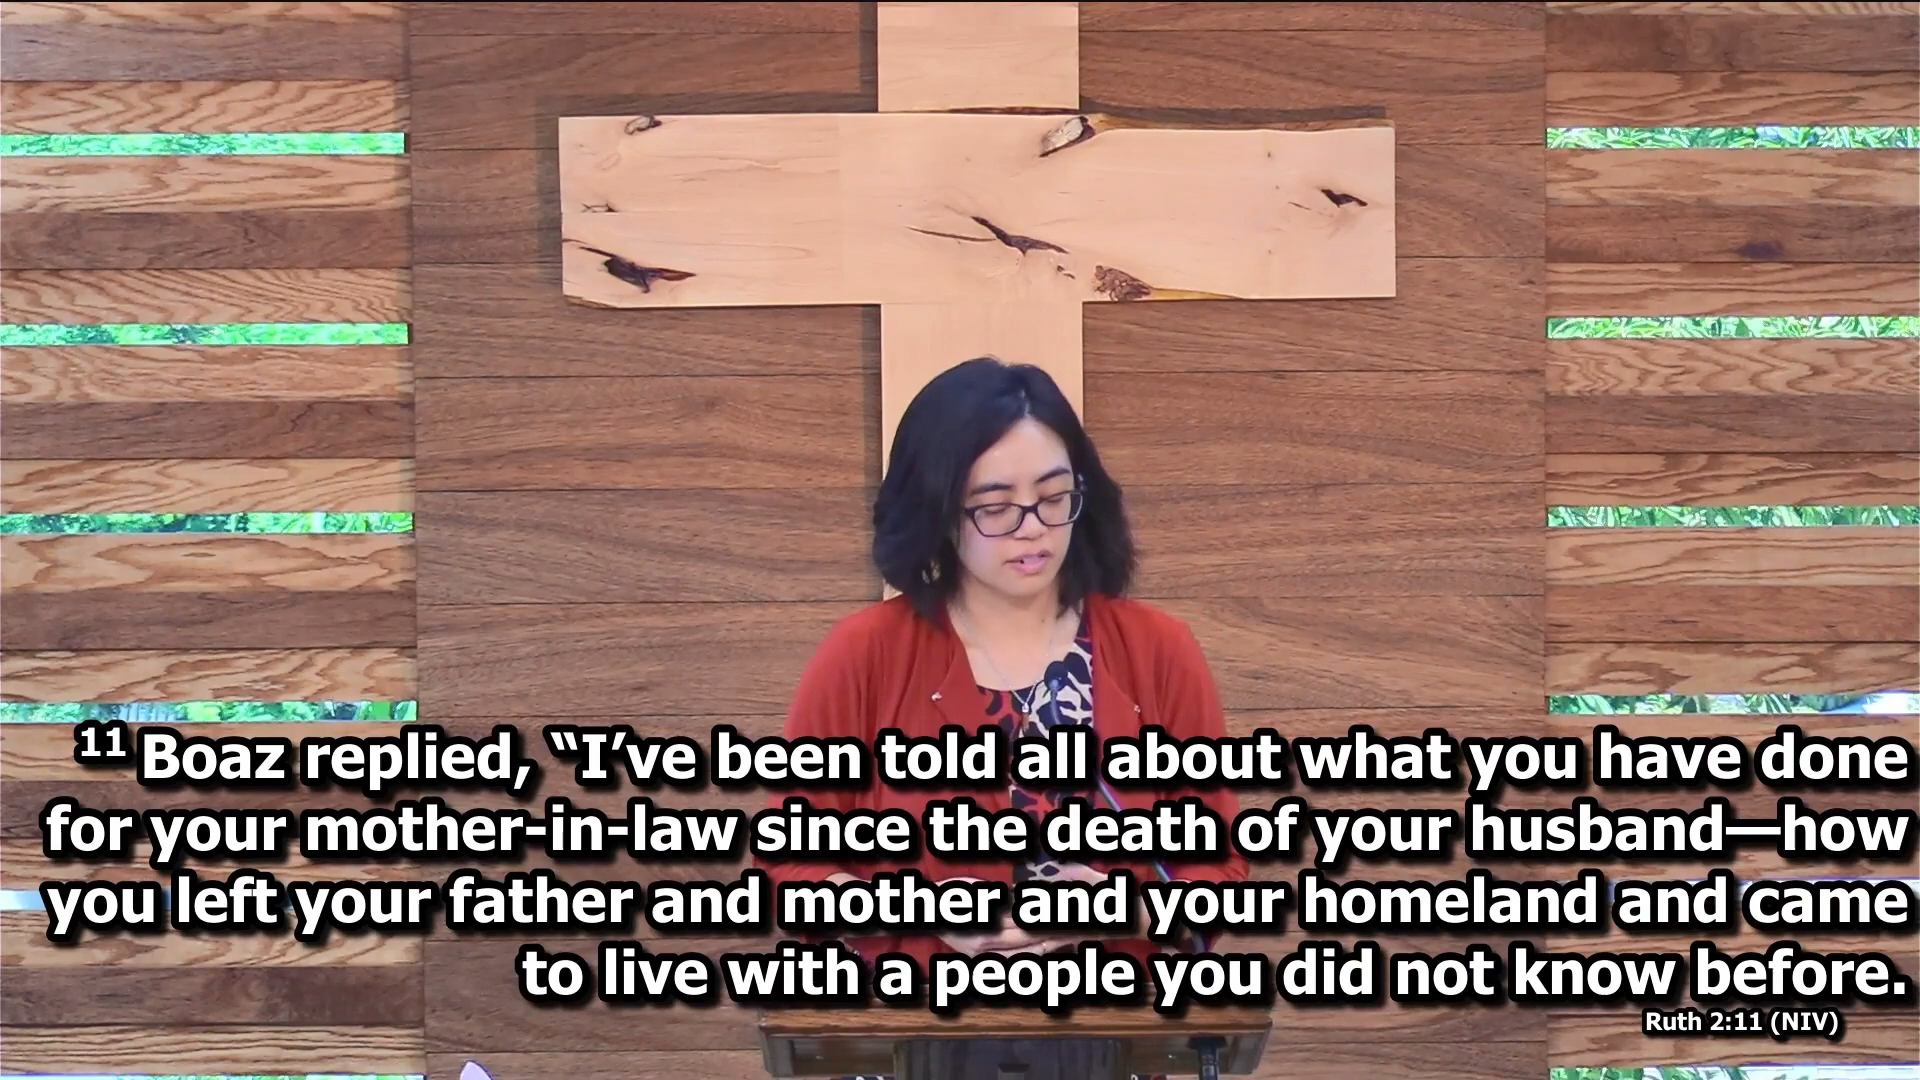 11 Boaz replied, “I’ve been told all about what you have done
for your mother-in-law since the death of your husband—how
you left your father and mother and your homeland and came
to live with a people you did not know before.
Ruth 2:11 (NIV)